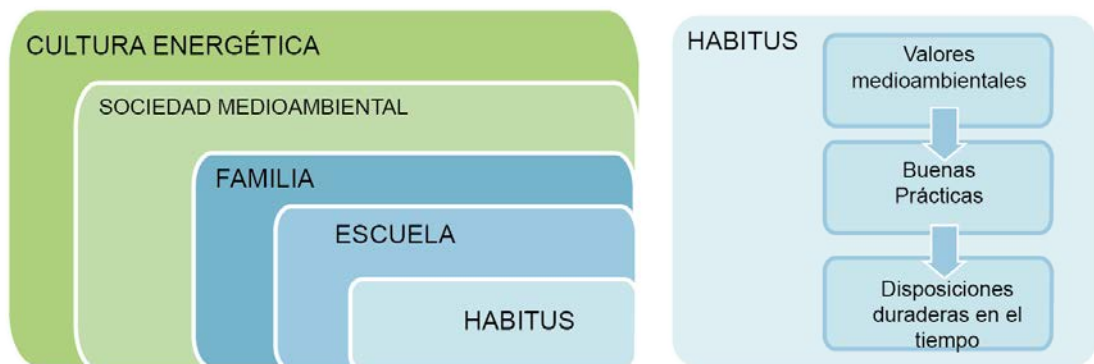 CULTURA ENERGÉTICA
SOCIEDAD MEDIOAMBIENTAL
FAMILIA
ESCUELA
HABITUS
HABITUS
Valores
medioambientales
Buenas
Prácticas
Disposiciones
duraderas en el
tiempo